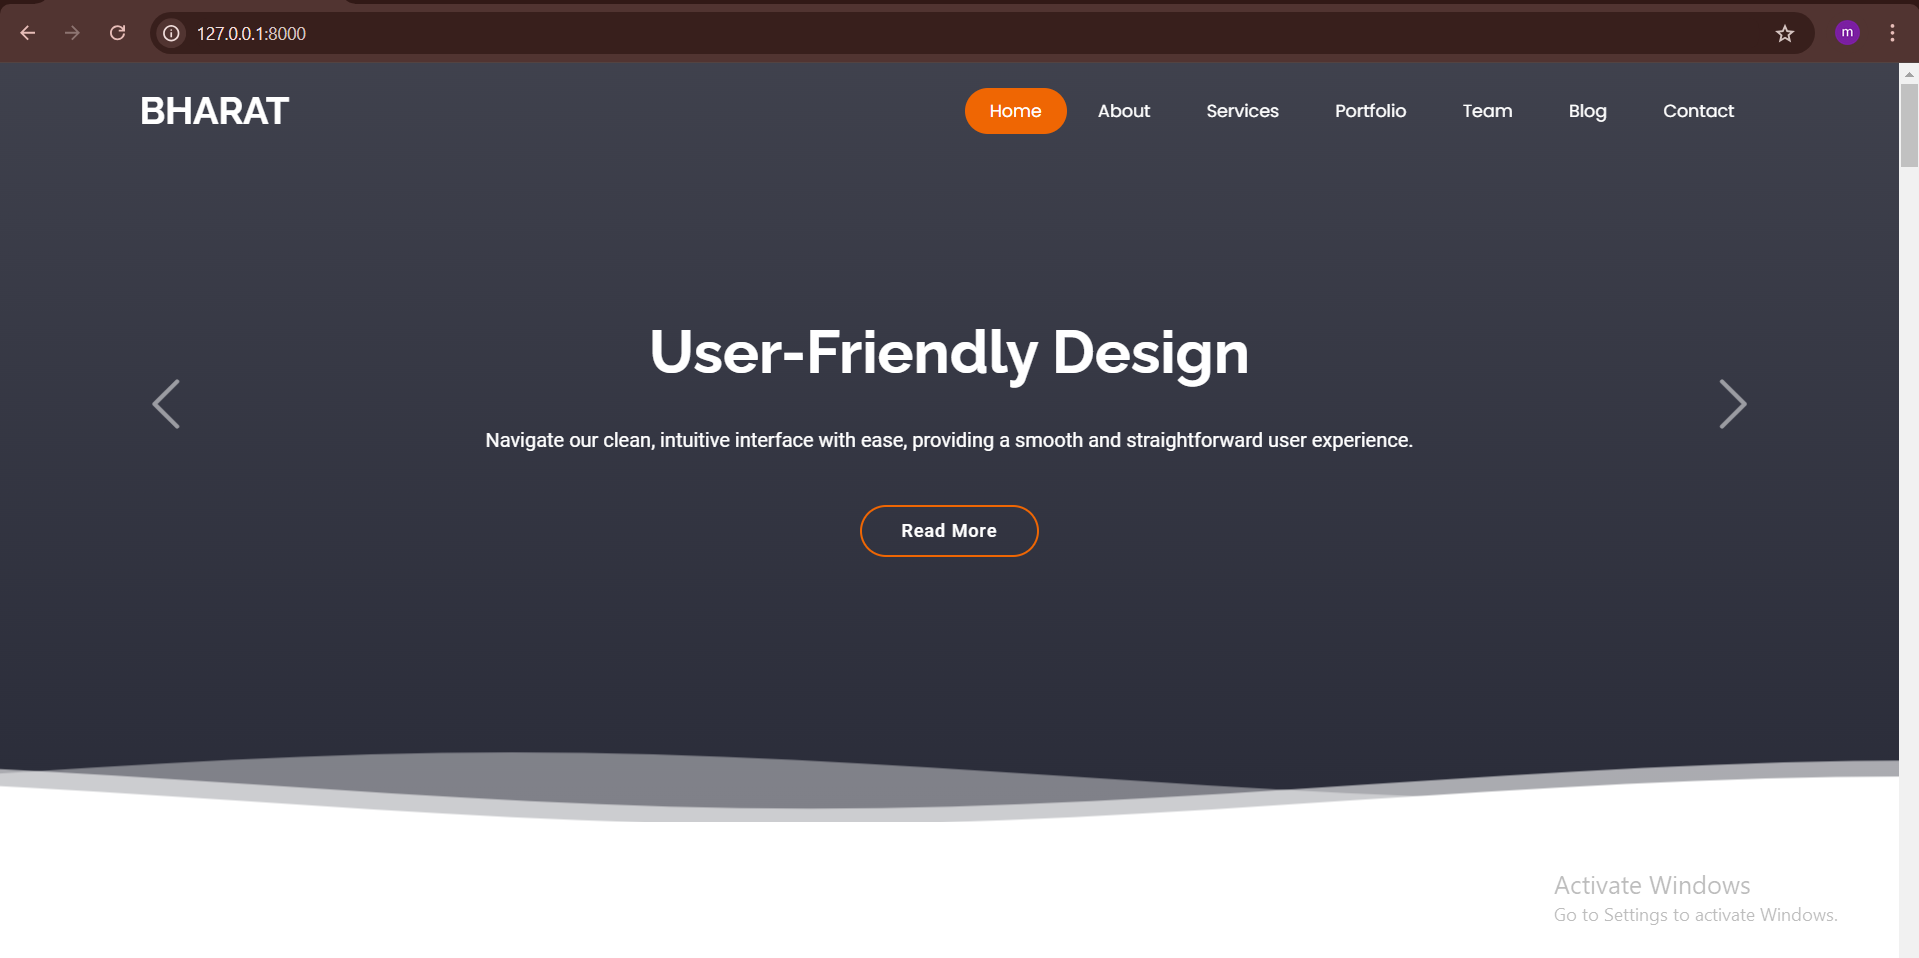 127.0.0.1:8000
m
BHARAT
Home About Services Portfolio Team Blog Contact
User-Friendly Design
Navigate our clean, intuitive interface with ease, providing a smooth and straightforward user experience.
Read More
Activate Windows
Go to Settings to activate Windows.